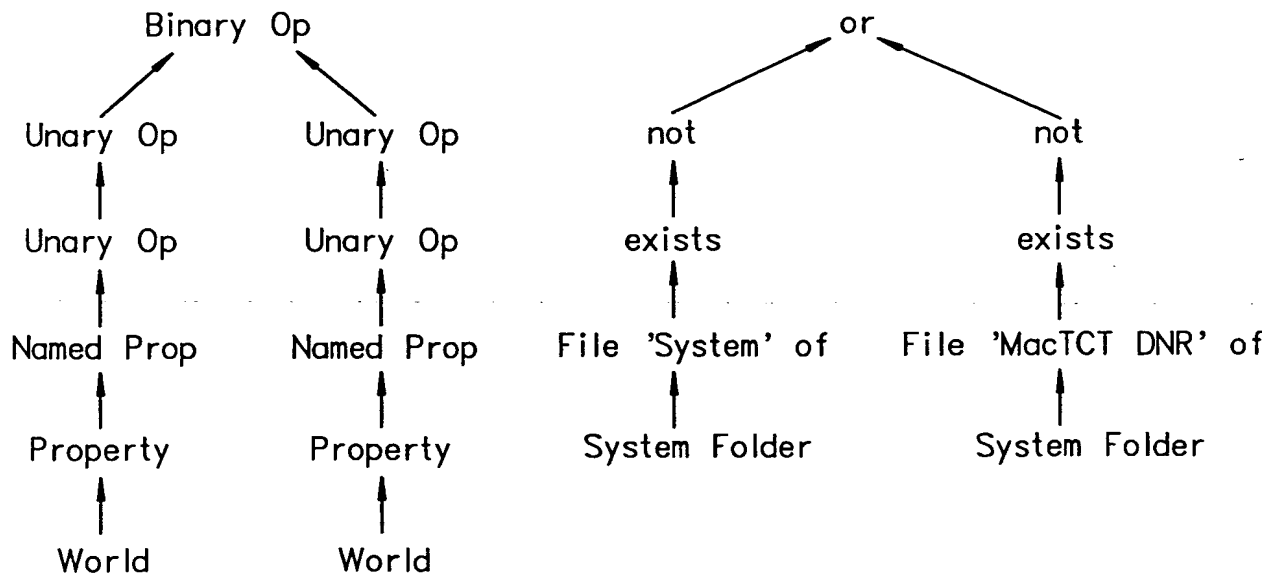 Binary Op or
Unary Op Unary Op not not
Unary Op Unary Op exists exists
Named Prop Named Prop File 'System' of File 'MacTCT DNR' of
Property Property System Folder System Folder
World World